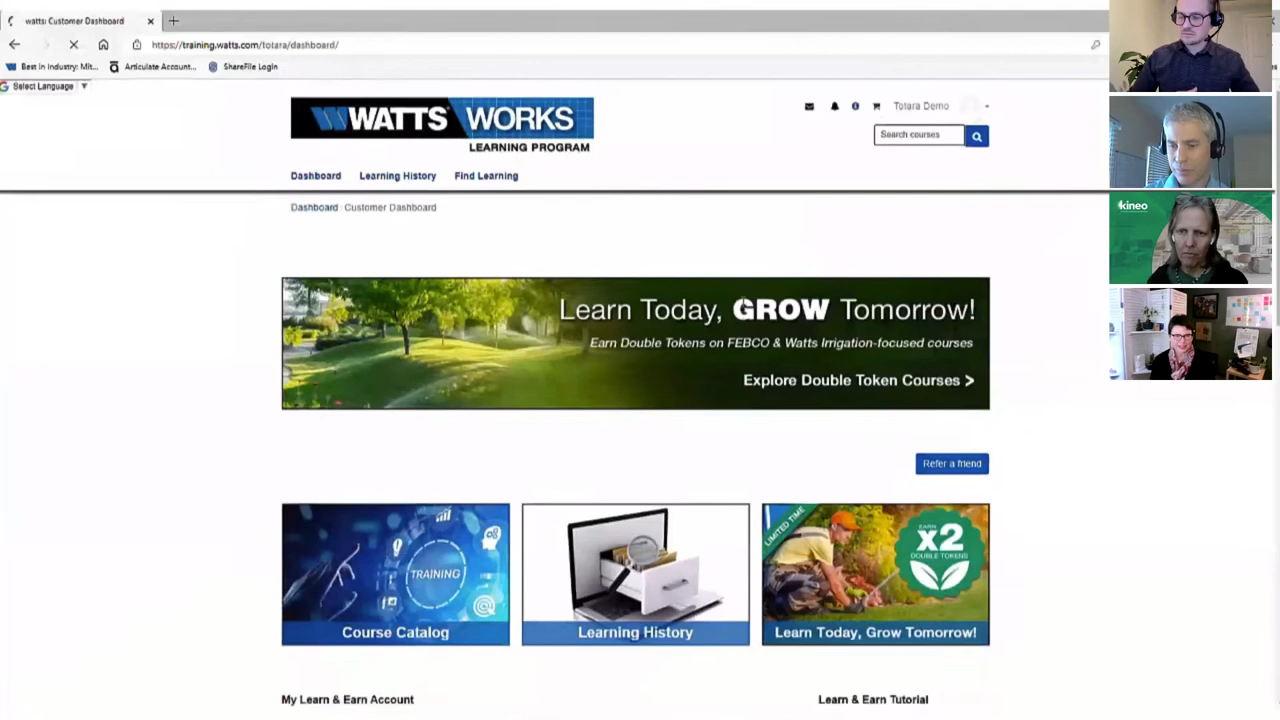 watts: Customer Dashboard
https://training.watts.com/totara/dashboard/
Best in Industry: Mit...
Articulate Account...
ShareFile Login
Select Language
WATTS WORKS
LEARNING PROGRAM
Totara Demo
Search courses
Dashboard Learning History Find Learning
Dashboard Customer Dashboard
kineo
Learn Today, GROW Tomorrow!
Earn Double Tokens on FEBCO & Watts Irrigation-focused courses
Explore Double Token Courses >
Refer a friend
TRAINING
Course Catalog
Learning History
LIMITED TIME
EARN
x2
DOUBLE TOKENS
Learn Today, Grow Tomorrow!
My Learn & Earn Account
Learn & Earn Tutorial